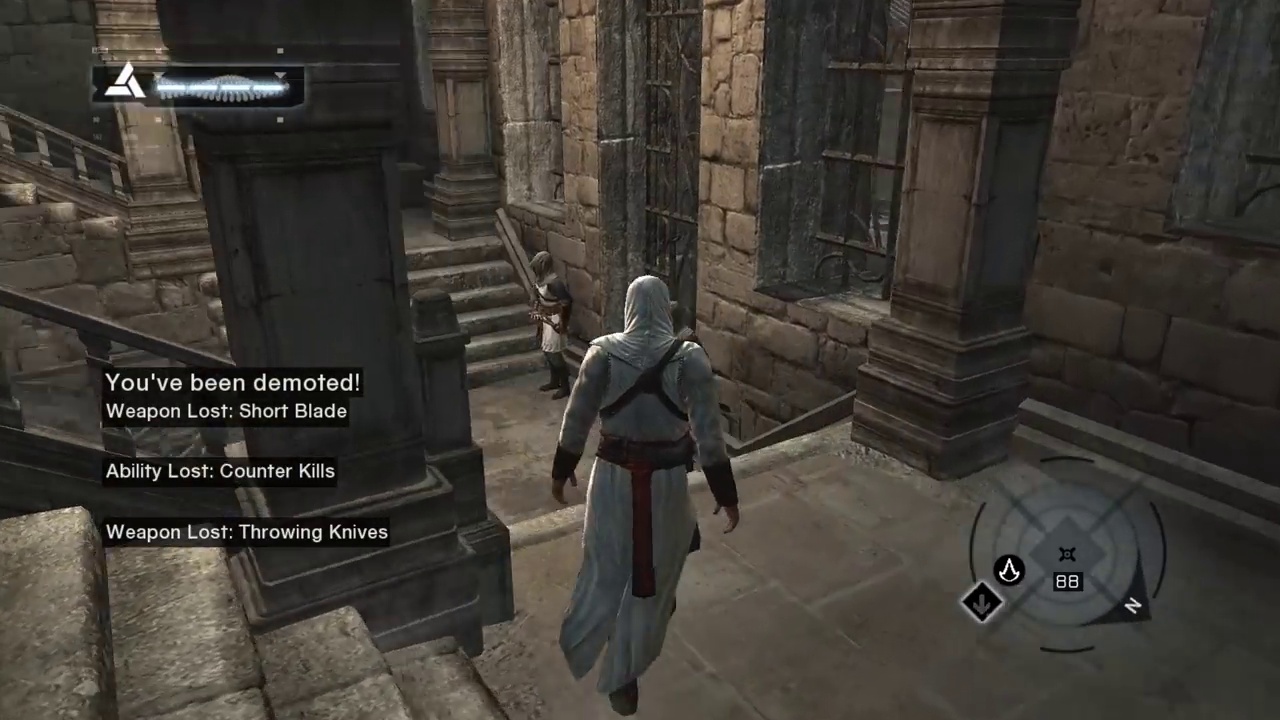 You've been demoted!
Weapon Lost: Short Blade
Ability Lost: Counter Kills
Weapon Lost: Throwing Knives
88
N